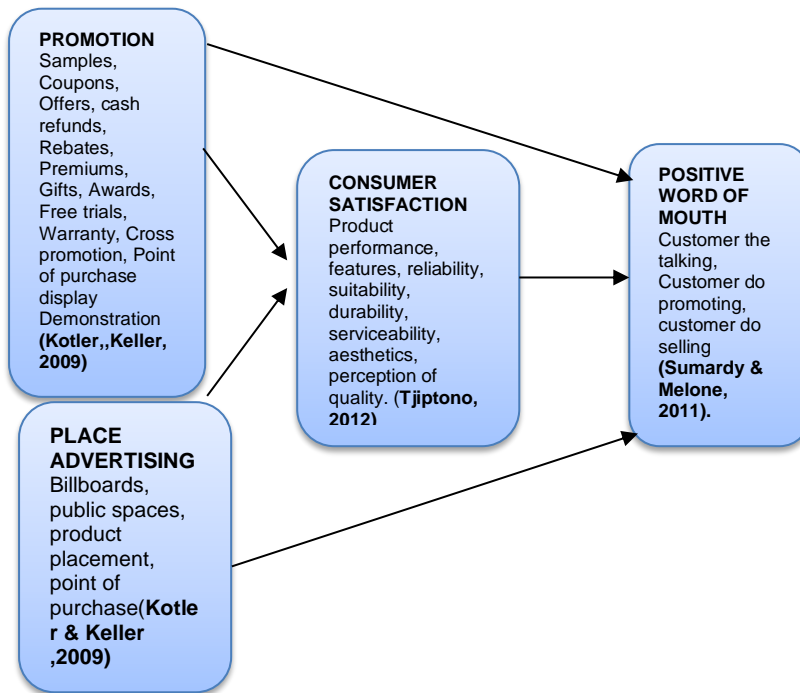 PROMOTION
Samples,
Coupons,
Offers, cash
refunds,
Rebates,
Premiums,
Gifts, Awards,
Free trials,
Warranty, Cross
promotion, Point
of purchase
display
Demonstration
(Kotler,,Keller,
2009)
PLACE
ADVERTISING
Billboards,
public spaces,
product
placement,
point of
purchase(Kotle
r & Keller
,2009)
CONSUMER
SATISFACTION
Product
performance,
features, reliability,
suitability,
durability,
serviceability,
aesthetics,
perception of
quality. (Tjiptono,
2012)
POSITIVE
WORD OF
MOUTH
Customer the
talking,
Customer do
promoting,
customer do
selling
(Sumardy &
Melone,
2011).